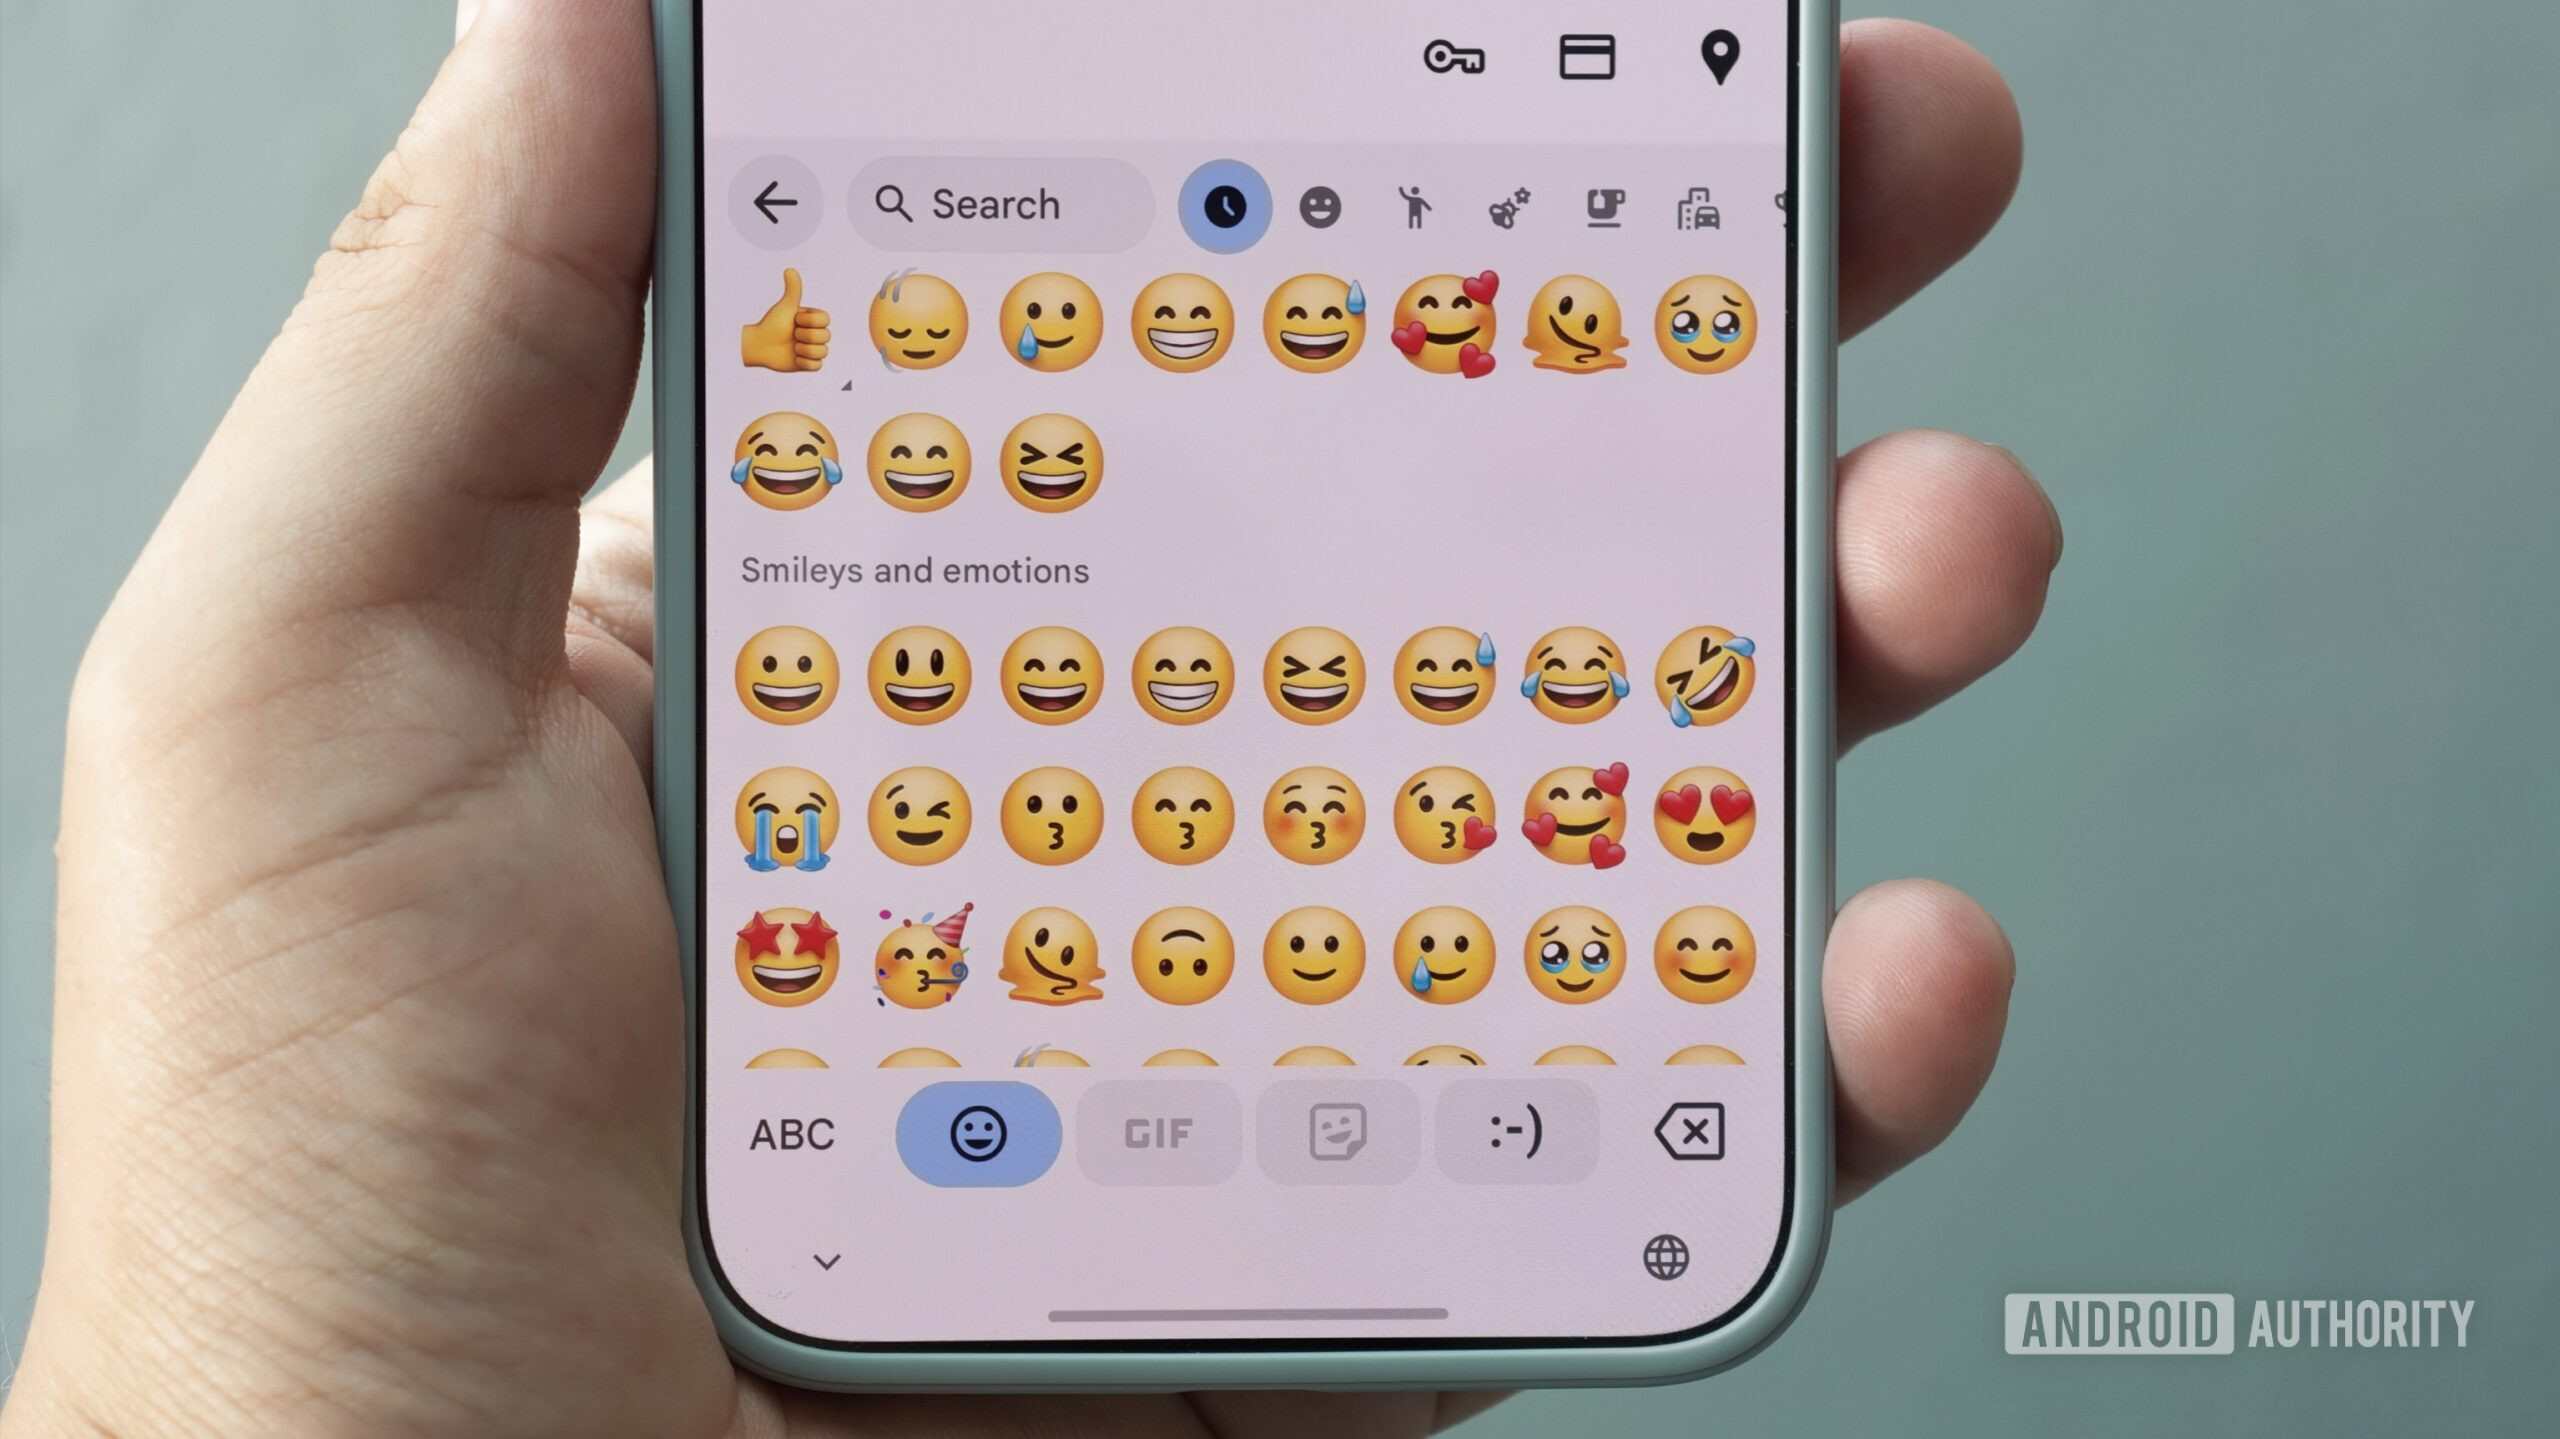 Search
Smileys and emotions
ABC
GIF
:-)
ANDROID AUTHORITY